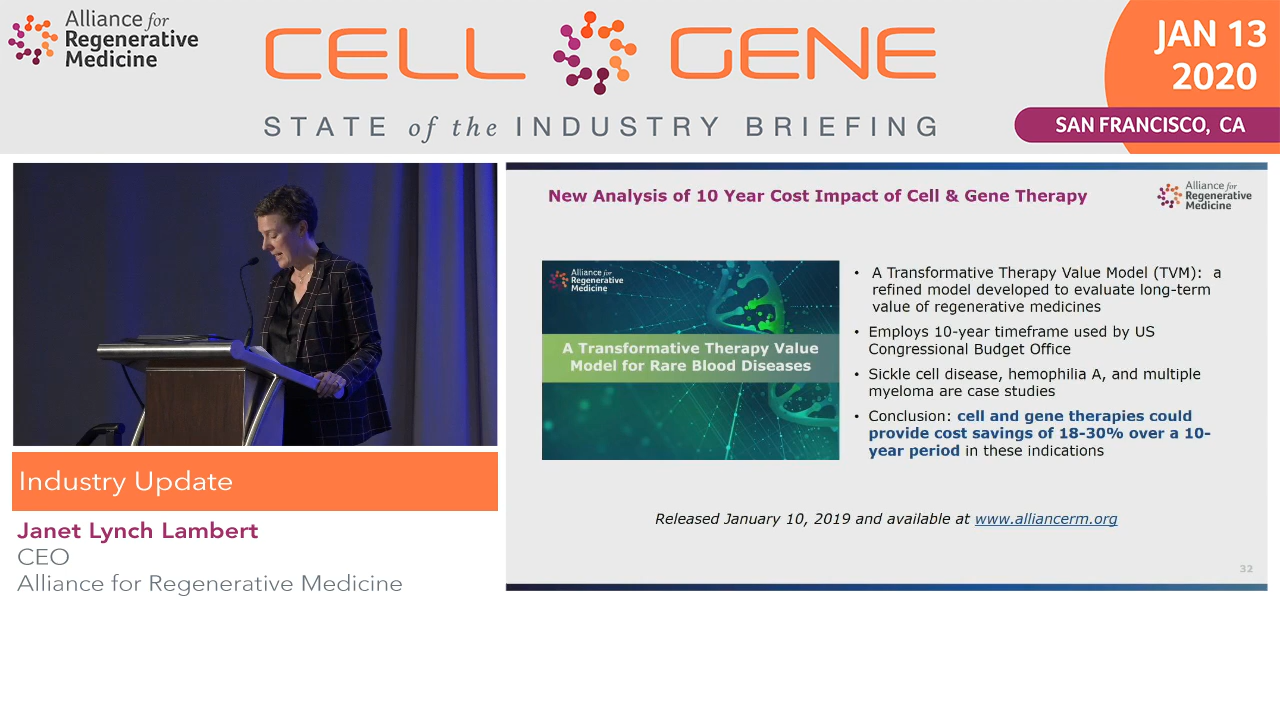 Alliance for
Regenerative
Medicine
CELL GENE
STATE of the INDUSTRY BRIEFING
JAN 13
2020
SAN FRANCISCO, CA
Industry Update
Janet Lynch Lambert
CEO
Alliance for Regenerative Medicine
New Analysis of 10 Year Cost Impact of Cell & Gene Therapy
Alliance for
Regenerative
Medicine
Alliance for
Regenerative
Medicine
A Transformative Therapy Value
Model for Rare Blood Diseases
• A Transformative Therapy Value Model (TVM): a
refined model developed to evaluate long-term
value of regenerative medicines
• Employs 10-year timeframe used by US
Congressional Budget Office
• Sickle cell disease, hemophilia A, and multiple
myeloma are case studies
• Conclusion: cell and gene therapies could
provide cost savings of 18-30% over a 10-
year period in these indications
Released January 10, 2019 and available at www.alliancerm.org
32